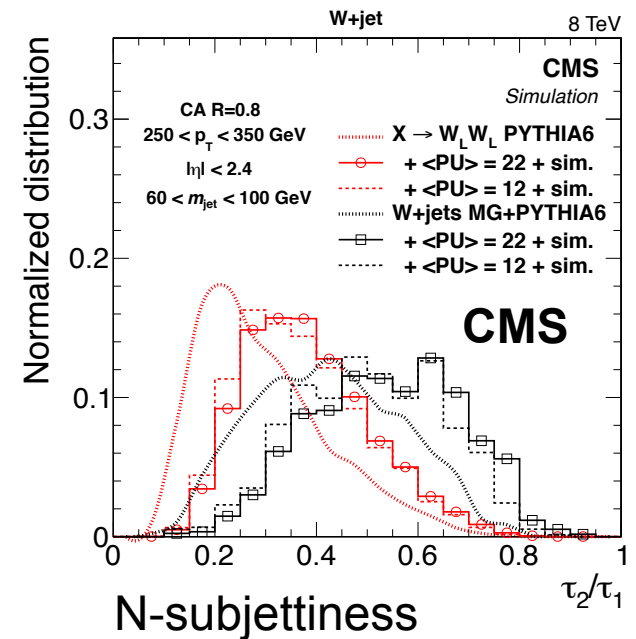 W+jet
8 TeV
CMS
Simulation
CA R=0.8
250 < p_T < 350 GeV
|η| < 2.4
60 < m_jet < 100 GeV
X → W_L W_L PYTHIA6
+ <PU> = 22 + sim.
+ <PU> = 12 + sim.
W+jets MG+PYTHIA6
+ <PU> = 22 + sim.
+ <PU> = 12 + sim.
CMS
Normalized distribution
0.3
0.2
0.1
0
0 0.2 0.4 0.6 0.8 1
τ_2/τ_1
N-subjettiness